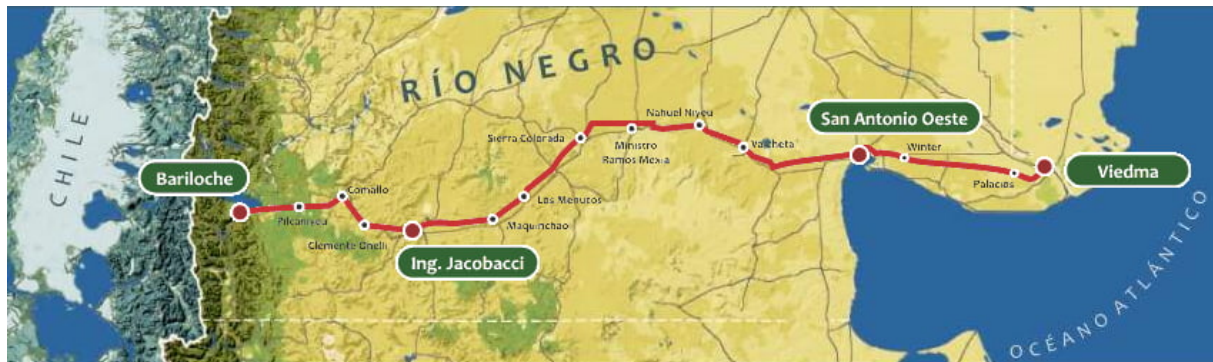 CHILE
RÍO NEGRO
Bariloche
Pilcaniyeu
Comallo
Clemente Onelli
Ing. Jacobacci
Maquinchao
Los Menucos
Sierra Colorada
Ministro
Ramos Mexia
Nahuel Niyeu
Valcheta
San Antonio Oeste
Winter
Palacios
Viedma
OCÉANO ATLÁNTICO